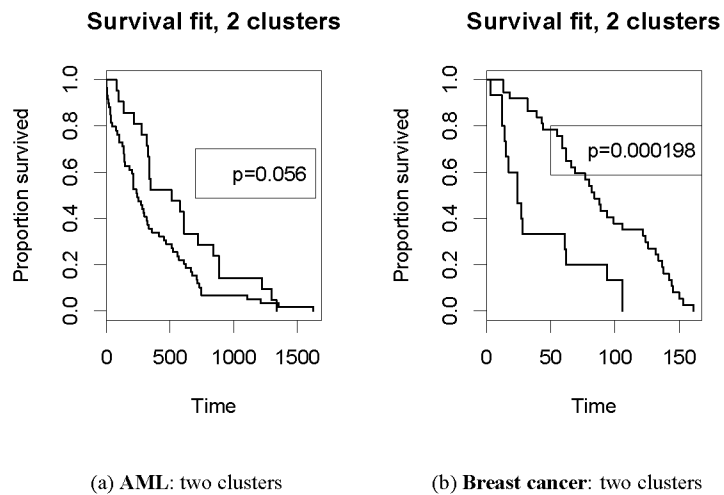 Survival fit, 2 clusters
Proportion survived
1.0
0.8
0.6
0.4
0.2
0.0
p=0.056
0 500 1000 1500
Time
(a) AML: two clusters
Survival fit, 2 clusters
Proportion survived
1.0
0.8
0.6
0.4
0.2
0.0
p=0.000198
0 50 100 150
Time
(b) Breast cancer: two clusters